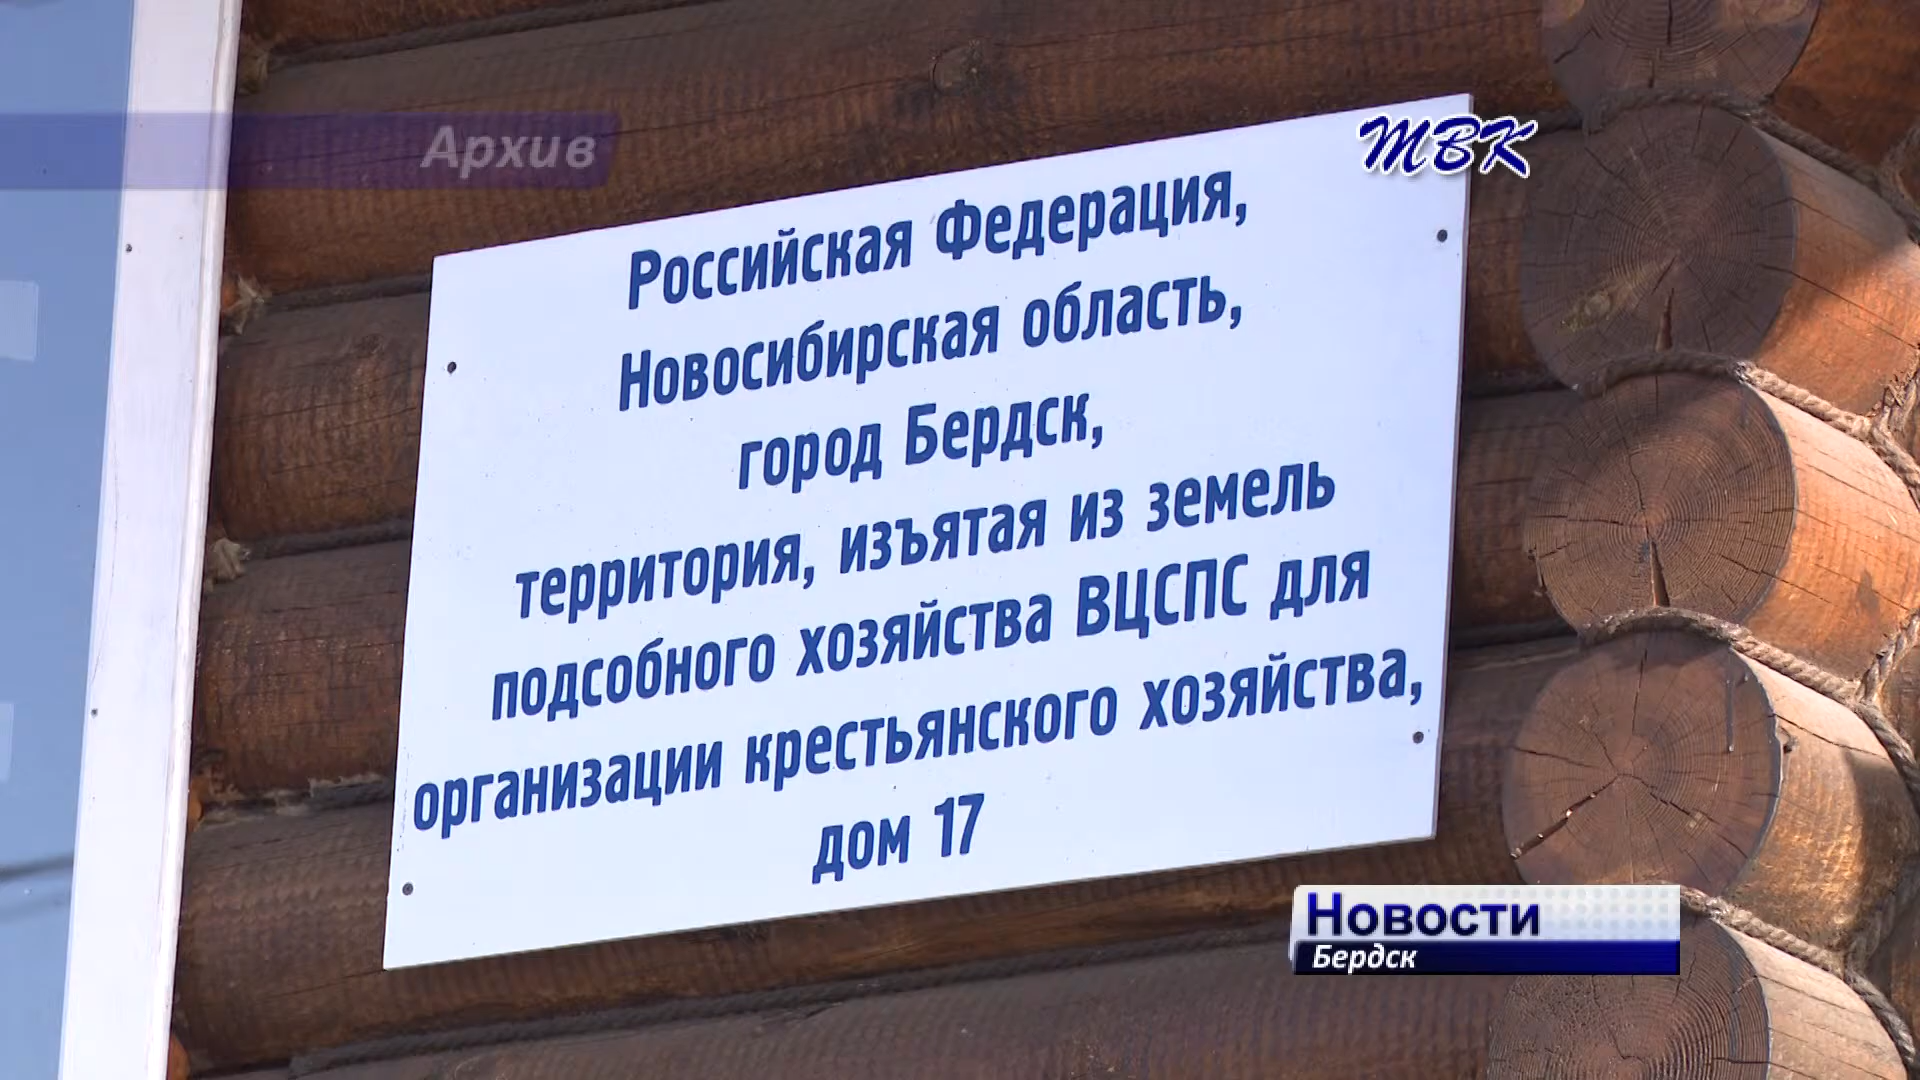 Архив
ТВК
Российская Федерация,
Новосибирская область,
город Бердск,
территория, изъятая из земель
подсобного хозяйства ВЦСПС для
организации крестьянского хозяйства,
дом 17
Новости
Бердск